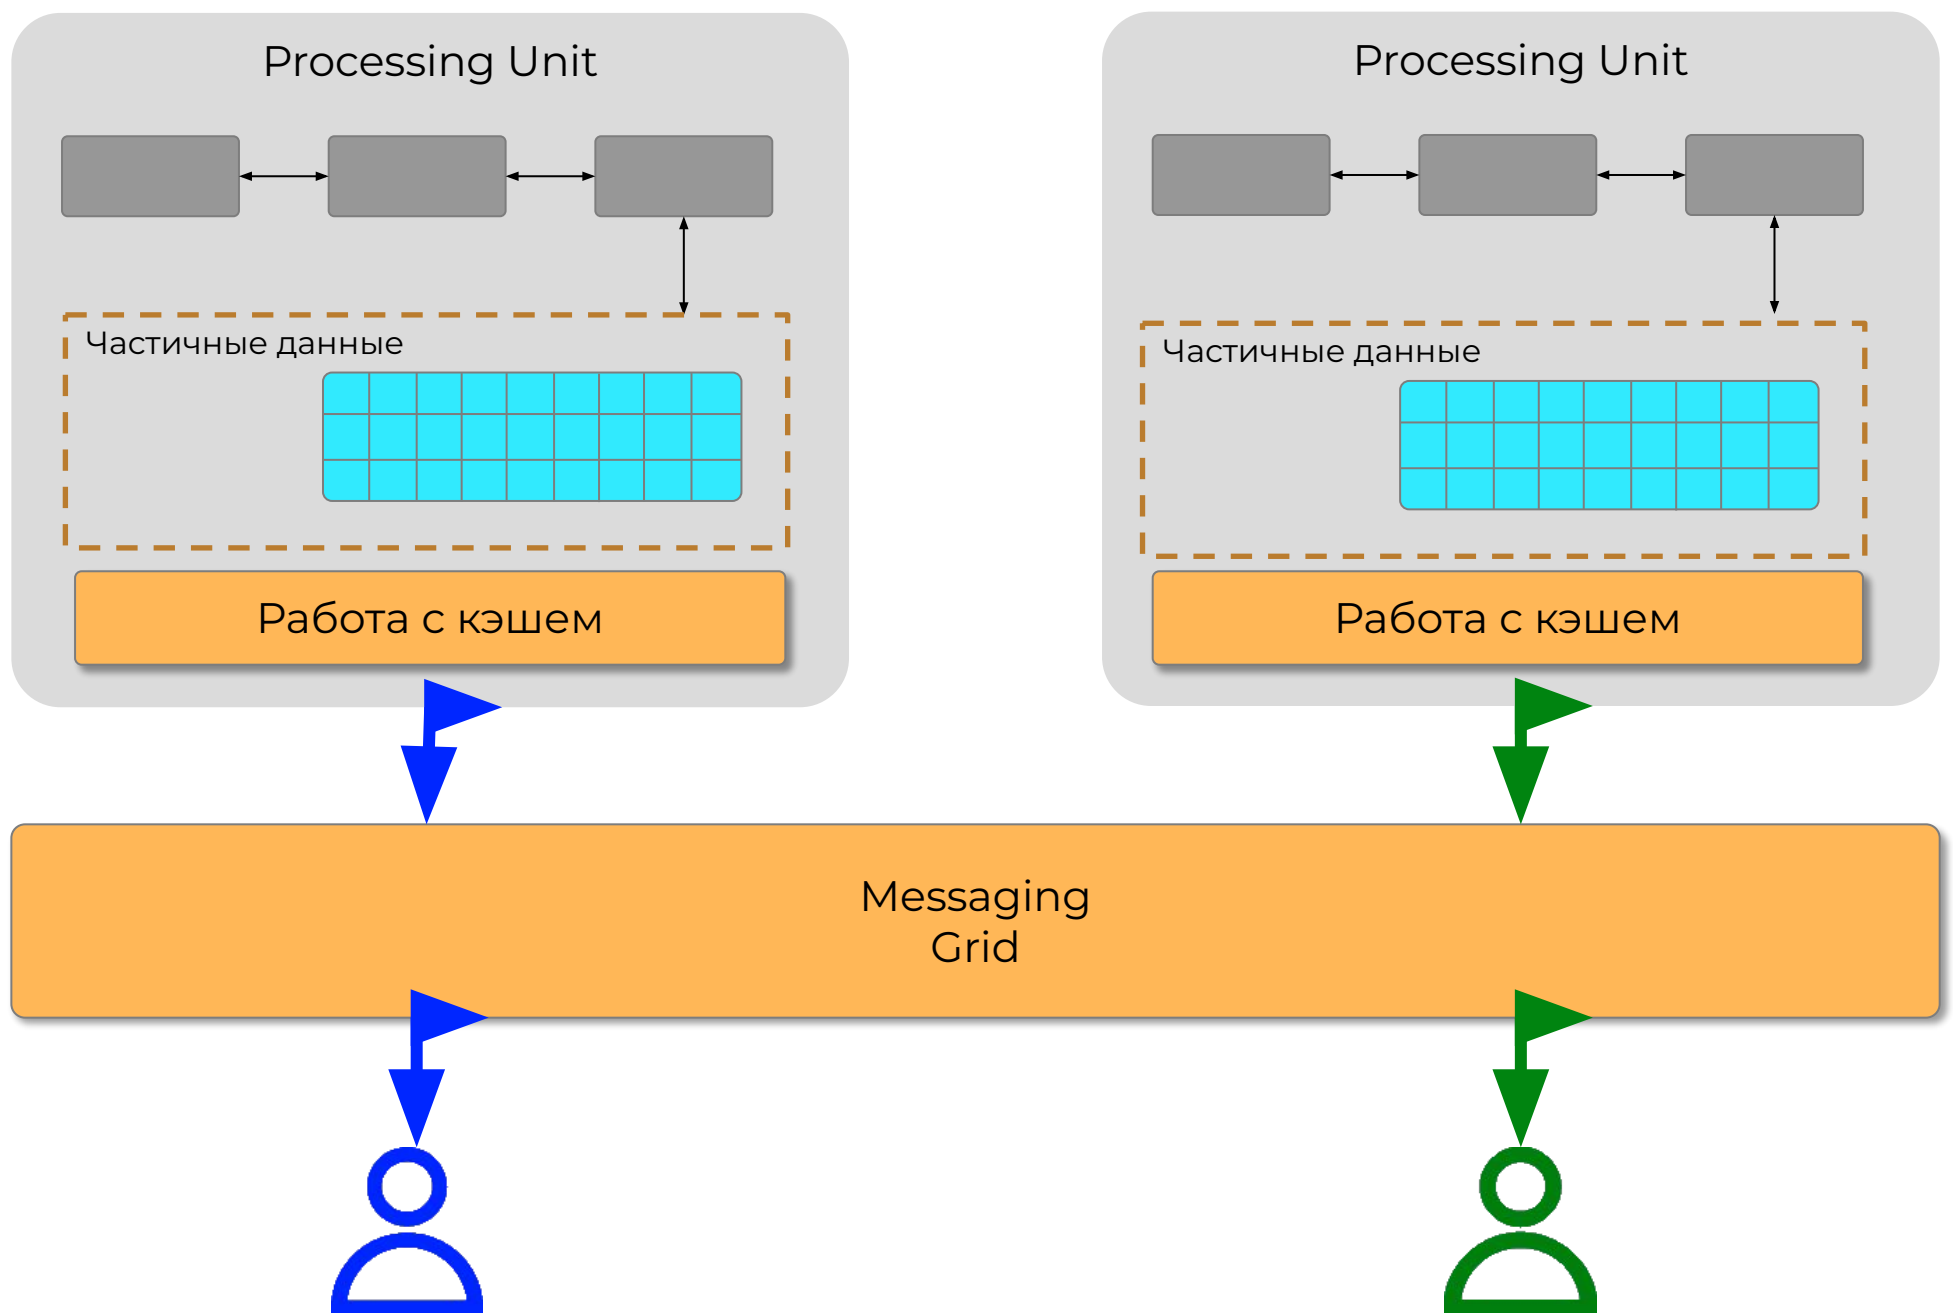 Processing Unit
Processing Unit
Частичные данные
Частичные данные
Работа с кэшем
Работа с кэшем
Messaging
Grid